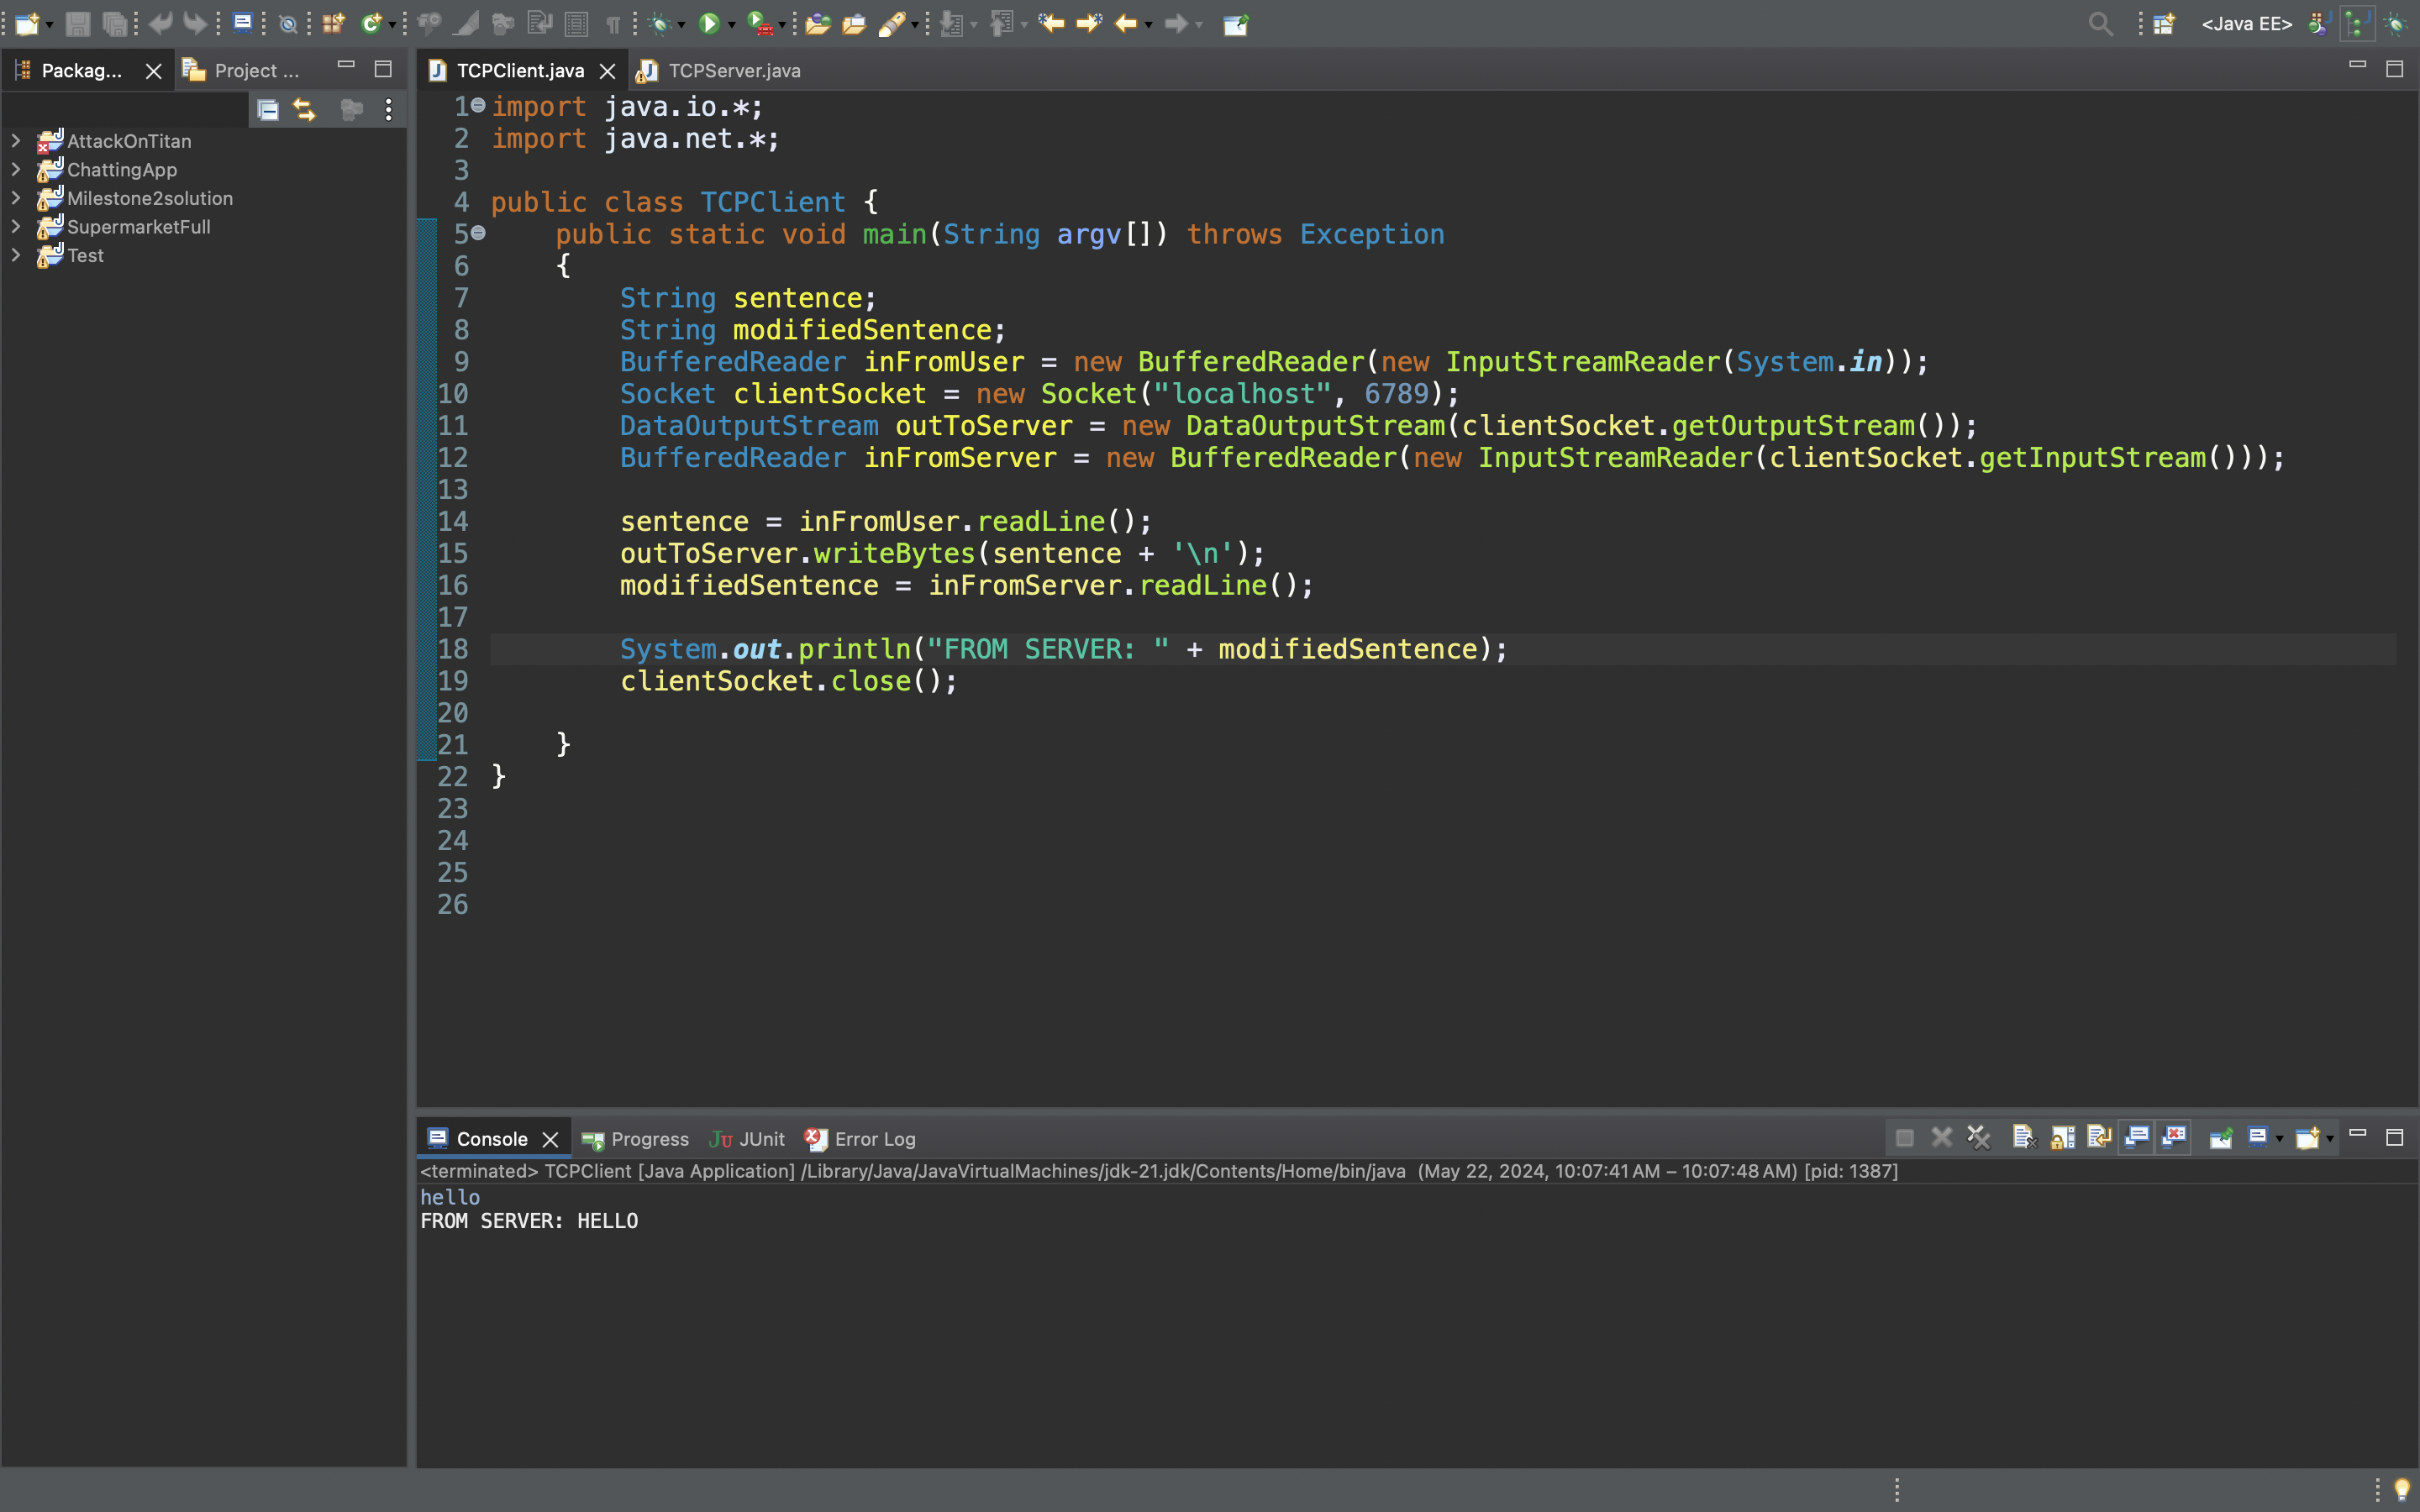 <Java EE>
Packag...
Project ...
TCPClient.java
TCPServer.java
AttackOnTitan
ChattingApp
Milestone2solution
SupermarketFull
Test
1 import java.io.*;
2 import java.net.*;
3
4 public class TCPClient {
5     public static void main(String argv[]) throws Exception
6     {
7         String sentence;
8         String modifiedSentence;
9         BufferedReader inFromUser = new BufferedReader(new InputStreamReader(System.in));
10         Socket clientSocket = new Socket("localhost", 6789);
11         DataOutputStream outToServer = new DataOutputStream(clientSocket.getOutputStream());
12         BufferedReader inFromServer = new BufferedReader(new InputStreamReader(clientSocket.getInputStream()));
13
14         sentence = inFromUser.readLine();
15         outToServer.writeBytes(sentence + '\n');
16         modifiedSentence = inFromServer.readLine();
17
18         System.out.println("FROM SERVER: " + modifiedSentence);
19         clientSocket.close();
20
21     }
22 }
23
24
25
26
Console
Progress
JUnit
Error Log
<terminated> TCPClient [Java Application] /Library/Java/JavaVirtualMachines/jdk-21.jdk/Contents/Home/bin/java (May 22, 2024, 10:07:41 AM – 10:07:48 AM) [pid: 1387]
hello
FROM SERVER: HELLO